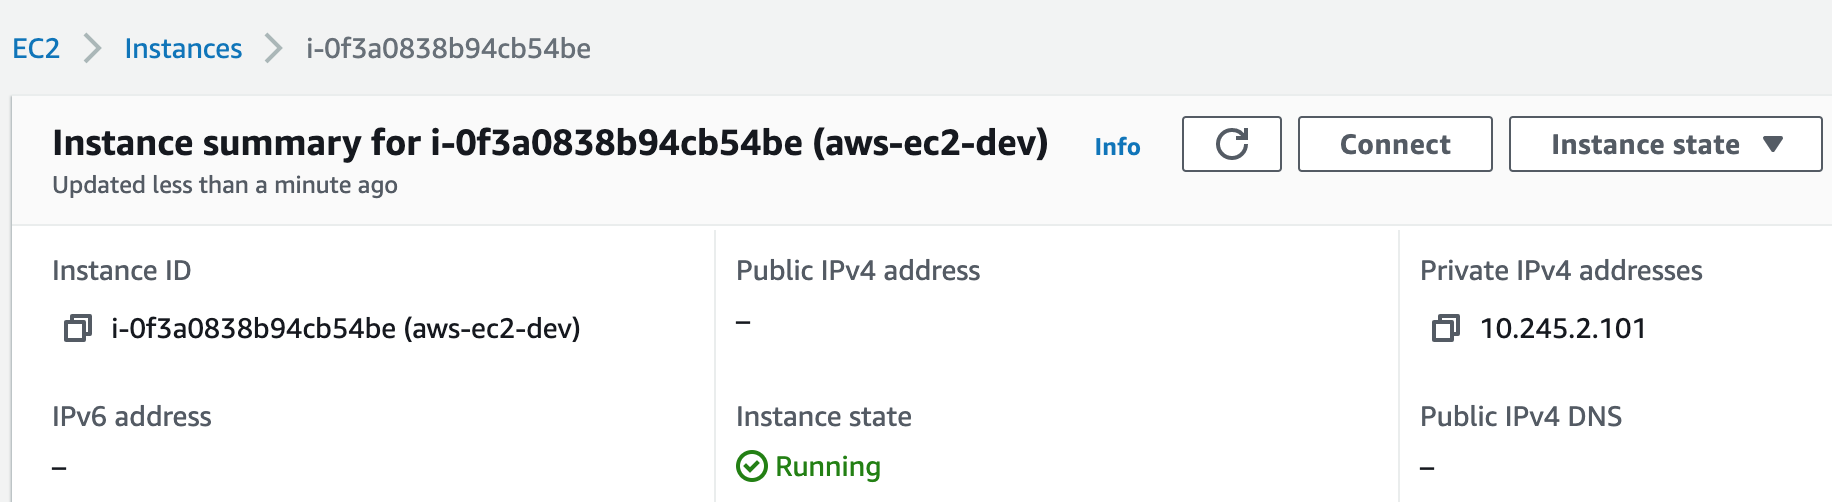 EC2 Instances i-0f3a0838b94cb54be
Instance summary for i-0f3a0838b94cb54be (aws-ec2-dev) Info Connect Instance state
Updated less than a minute ago
Instance ID Public IPv4 address Private IPv4 addresses
i-0f3a0838b94cb54be (aws-ec2-dev) – 10.245.2.101
IPv6 address Instance state Public IPv4 DNS
– Running –